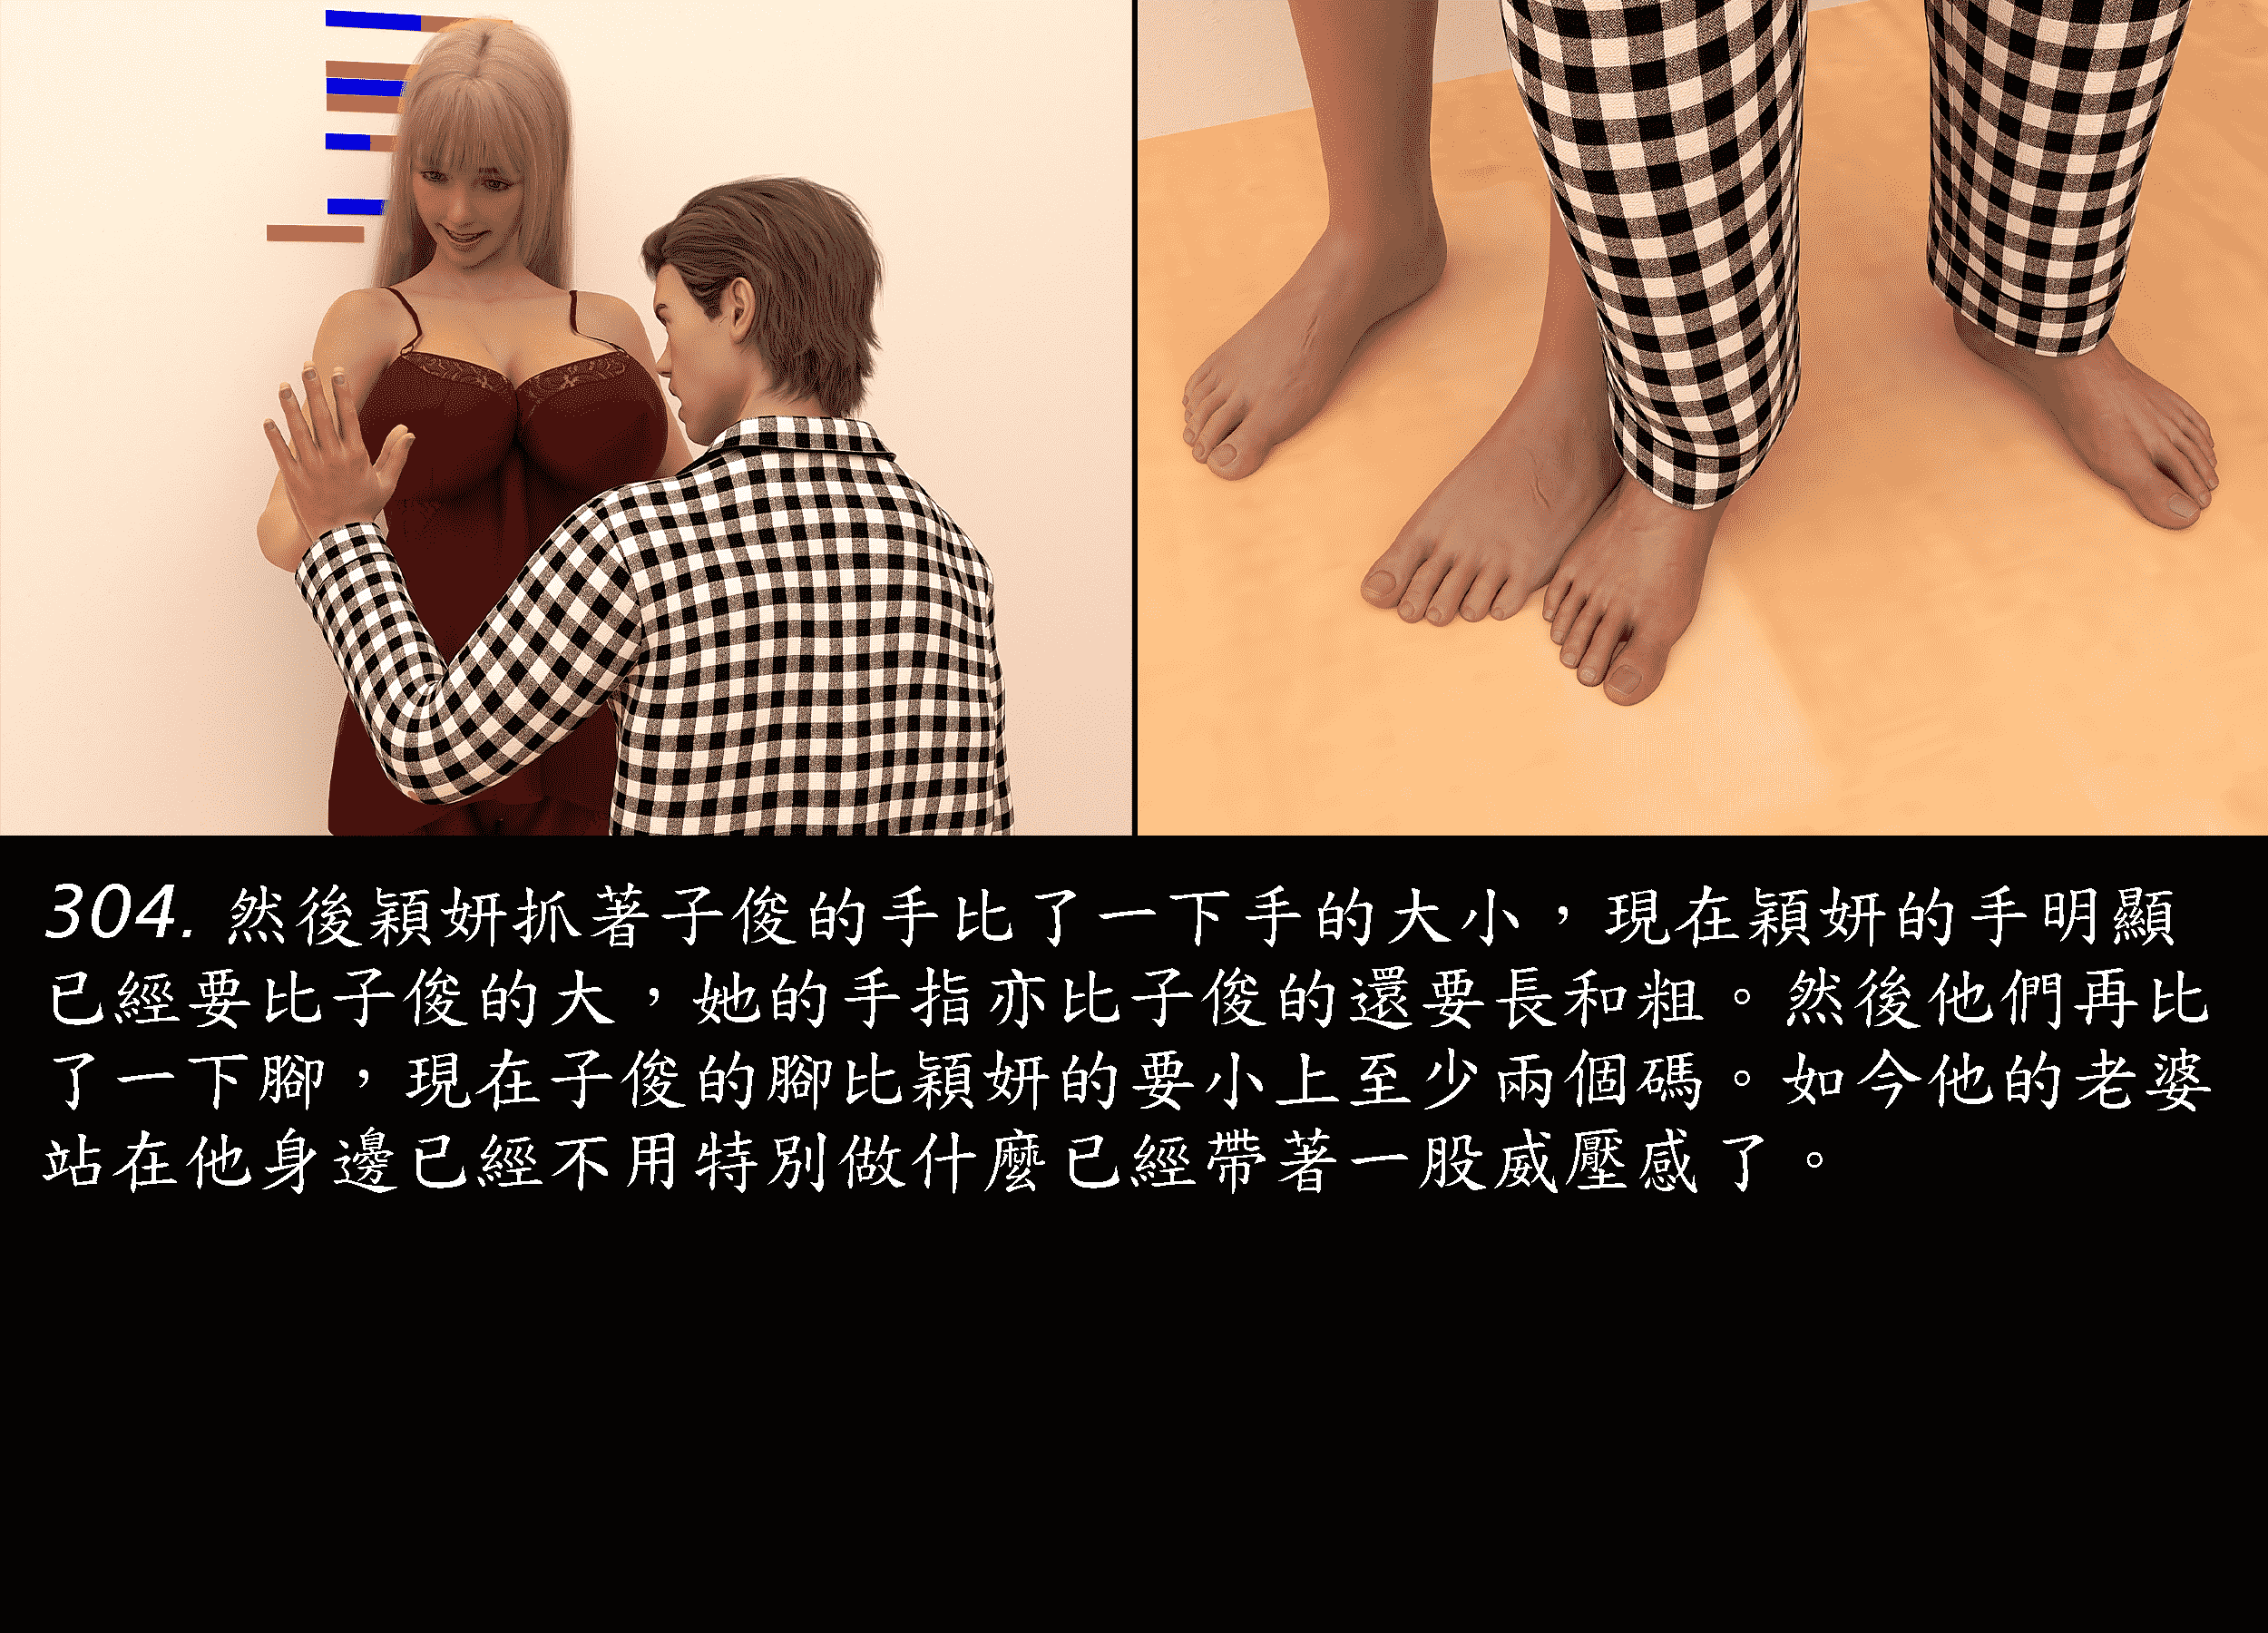 304. 然後穎妍抓著子俊的手比了一下手的大小，現在穎妍的手明顯
已經要比子俊的大，她的手指亦比子俊的還要長和粗。然後他們再比
了一下腳，現在子俊的腳比穎妍的要小上至少兩個碼。如今他的老婆
站在他身邊已經不用特別做什麼已經帶著一股威壓感了。